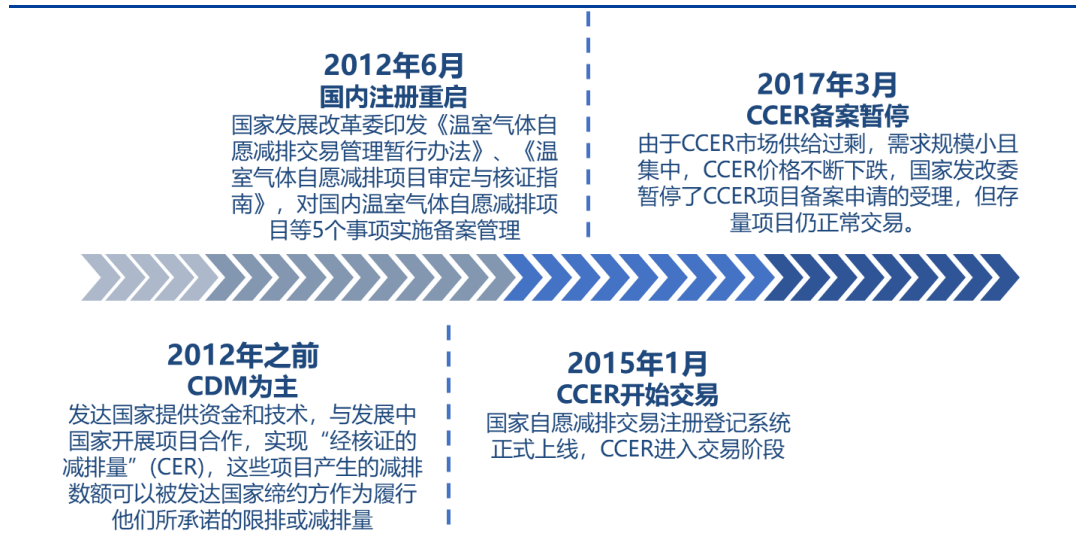 2012年6月
国内注册重启
国家发展改革委印发《温室气体自
愿减排交易管理暂行办法》、《温
室气体自愿减排项目审定与核证指
南》，对国内温室气体自愿减排项
目等5个事项实施备案管理
2017年3月
CCER备案暂停
由于CCER市场供给过剩，需求规模小且
集中，CCER价格不断下跌，国家发改委
暂停了CCER项目备案申请的受理，但存
量项目仍正常交易。
2012年之前
CDM为主
发达国家提供资金和技术，与发展中
国家开展项目合作，实现“经核证的
减排量”(CER)，这些项目产生的减排
数额可以被发达国家缔约方作为履行
他们所承诺的限排或减排量
2015年1月
CCER开始交易
国家自愿减排交易注册登记系统
正式上线，CCER进入交易阶段